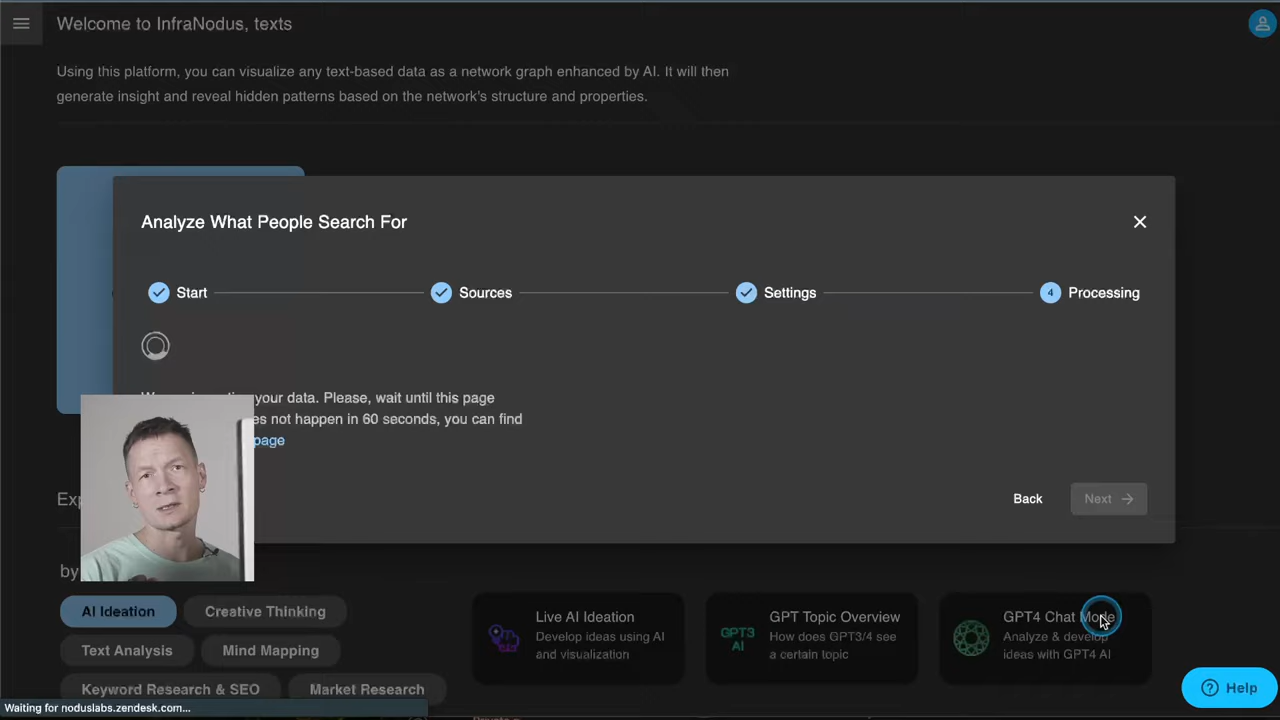 Welcome to InfraNodus, texts
Using this platform, you can visualize any text-based data as a network graph enhanced by AI. It will then
generate insight and reveal hidden patterns based on the network's structure and properties.
Analyze What People Search For
Start
Sources
Settings
4
Processing
your data. Please, wait until this page
not happen in 60 seconds, you can find
page
Back
Next
by
AI Ideation
Creative Thinking
Text Analysis
Mind Mapping
Keyword Research & SEO
Market Research
Live AI Ideation
Develop ideas using AI
and visualization
GPT3
AI
GPT Topic Overview
How does GPT3/4 see
a certain topic
GPT4 Chat Mode
Analyze & develop
ideas with GPT4 AI
Help
Waiting for noduslabs.zendesk.com...